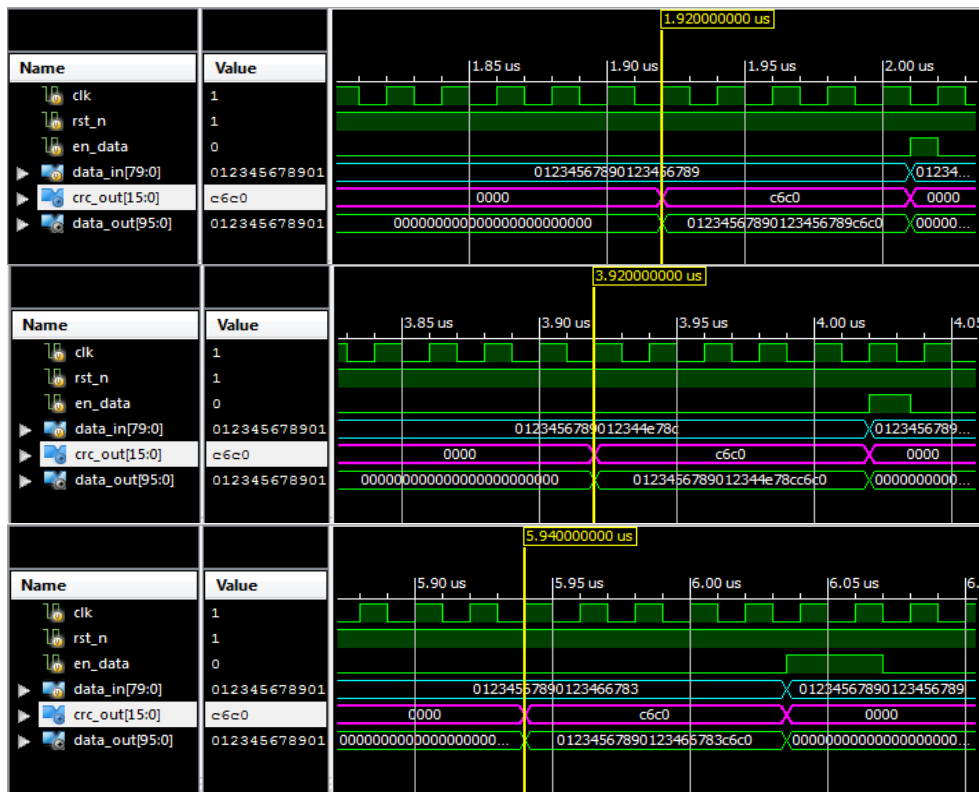 1.920000000 us
Name Value 1.85 us 1.90 us 1.95 us 2.00 us
clk 1
rst_n 1
en_data 0
data_in[79:0] 012345678901 01234567890123456789 01234...
crc_out[15:0] c6c0 0000 c6c0 0000
data_out[95:0] 012345678901 000000000000000000000000 01234567890123456789c6c0 00000...
3.920000000 us
Name Value 3.85 us 3.90 us 3.95 us 4.00 us 4.05
clk 1
rst_n 1
en_data 0
data_in[79:0] 012345678901 0123456789012344e78c 0123456789...
crc_out[15:0] c6c0 0000 c6c0 0000
data_out[95:0] 012345678901 000000000000000000000000 0123456789012344e78cc6c0 0000000000...
5.940000000 us
Name Value 5.90 us 5.95 us 6.00 us 6.05 us 6.
clk 1
rst_n 1
en_data 0
data_in[79:0] 012345678901 01234567890123466783 01234567890123456789
crc_out[15:0] c6c0 0000 c6c0 0000
data_out[95:0] 012345678901 0000000000000000000... 01234567890123466783c6c0 00000000000000000000...